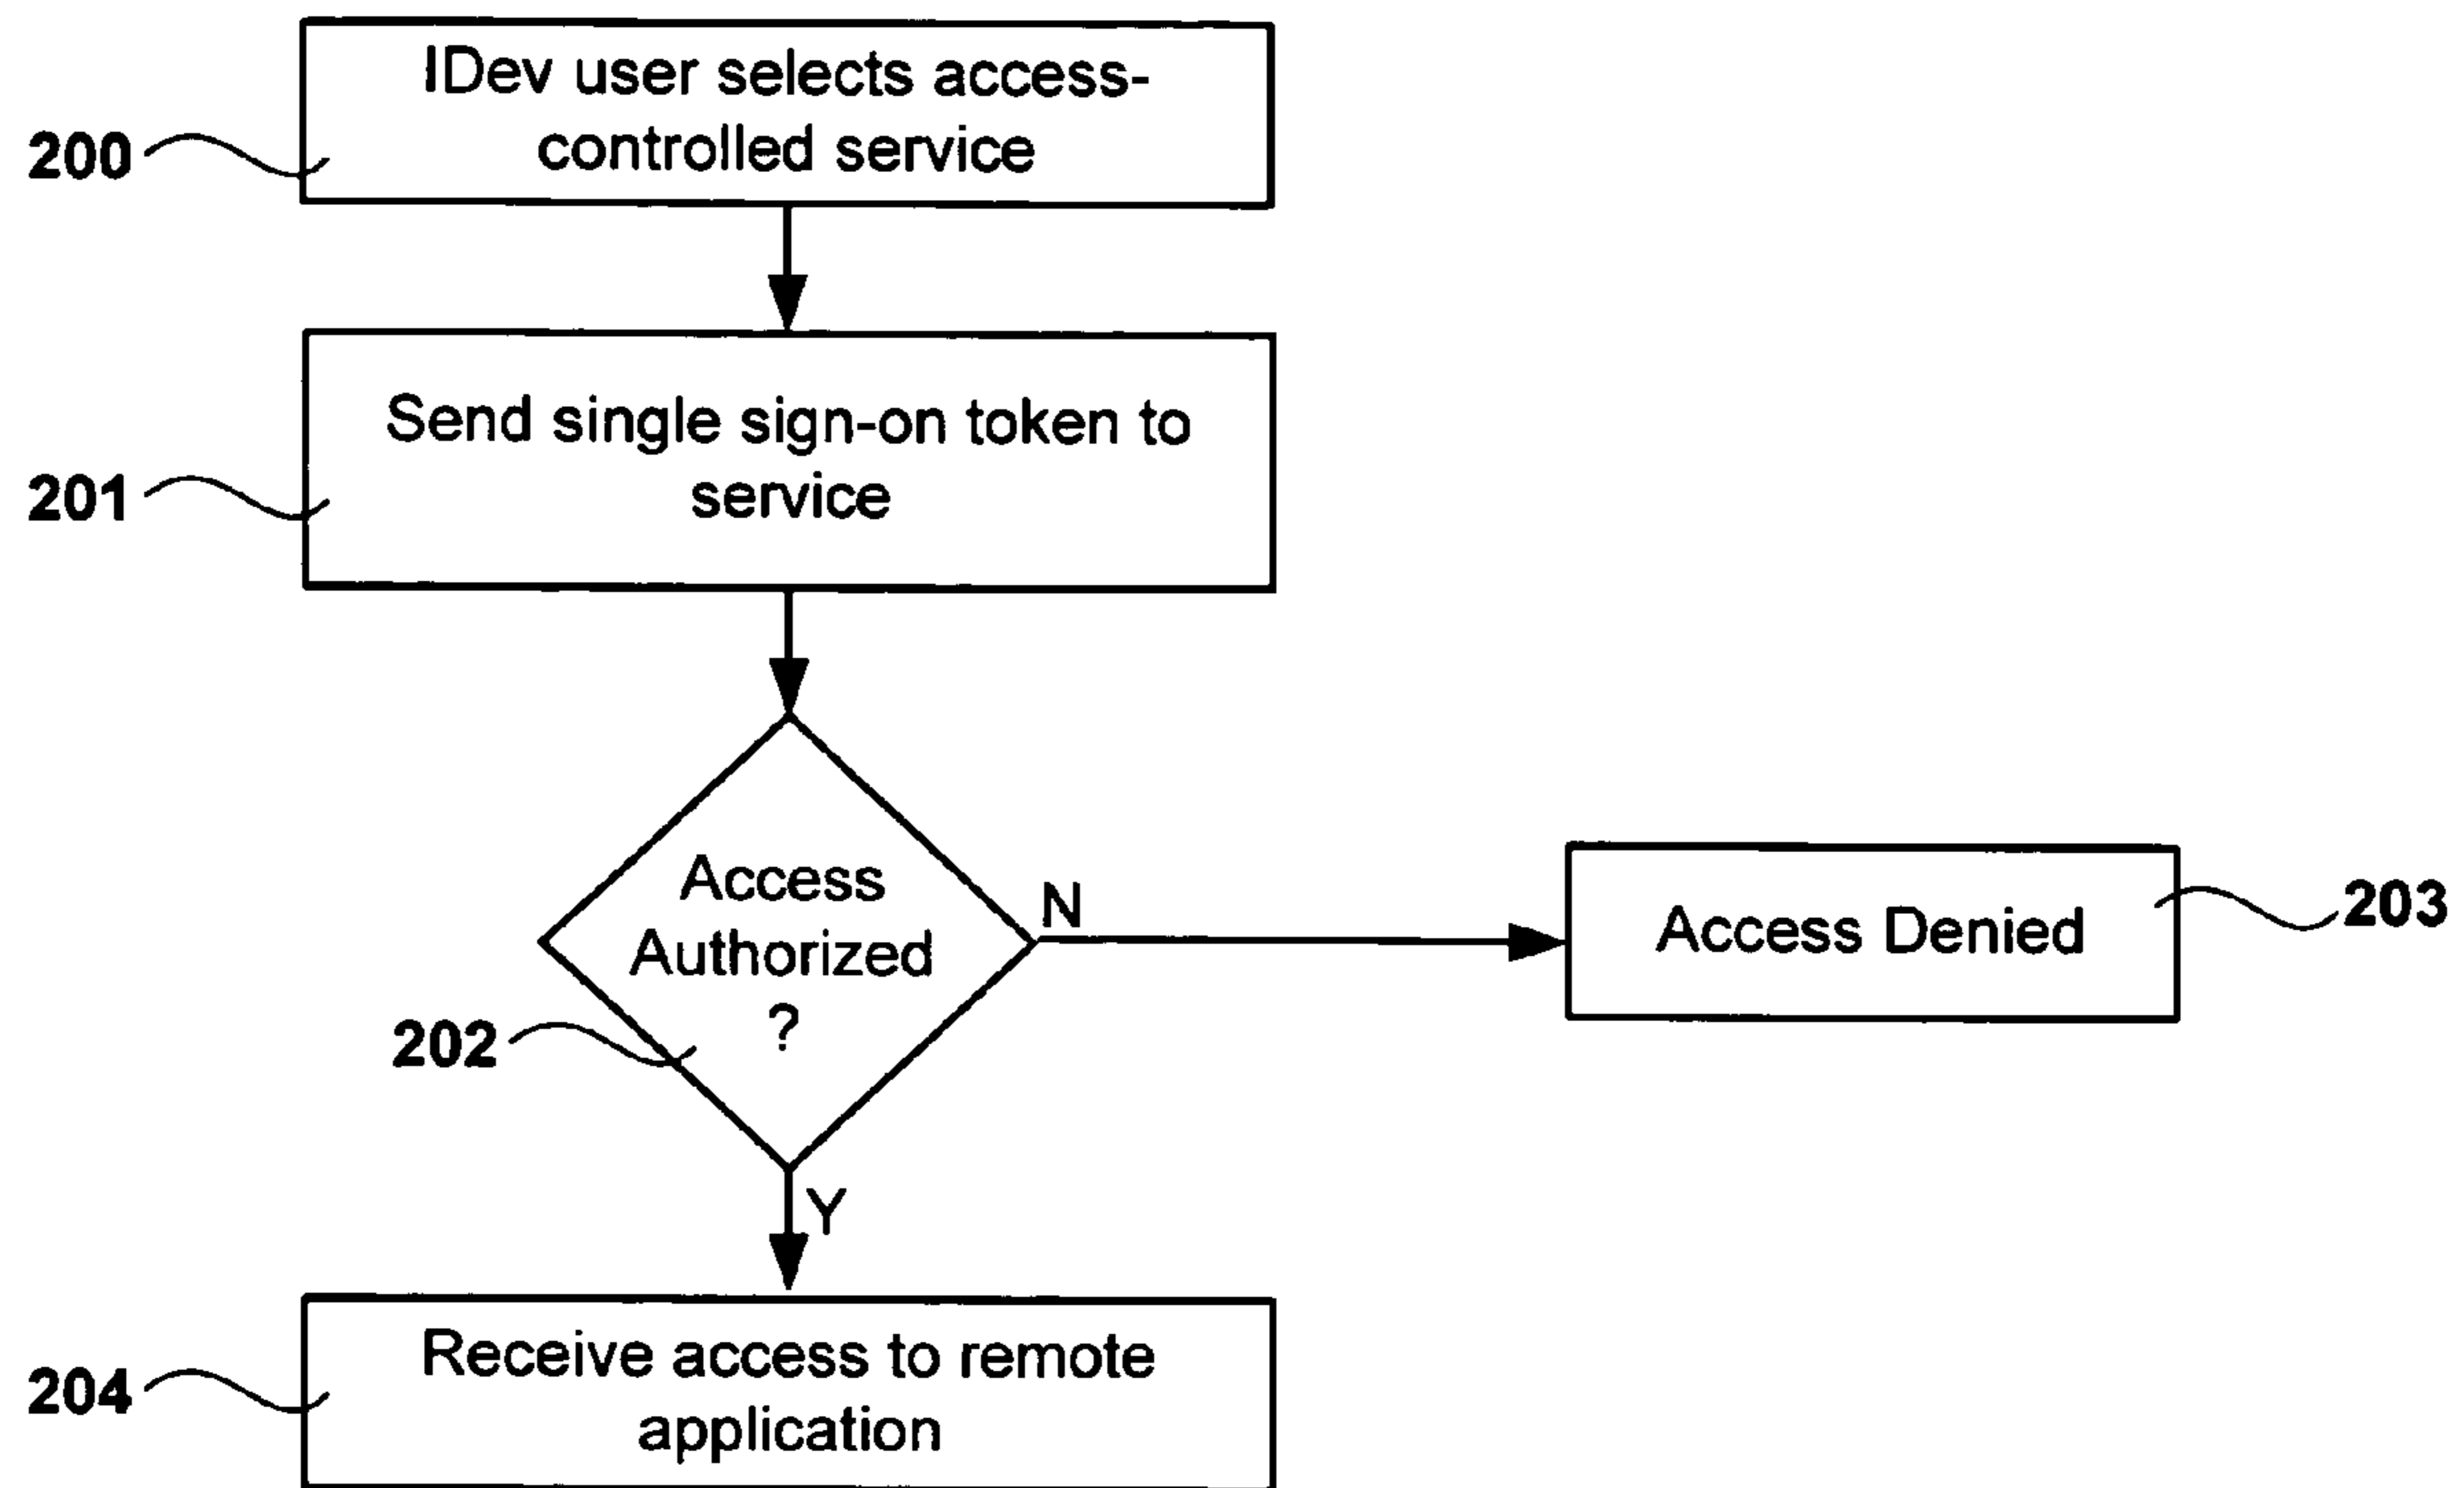 IDev user selects access-
controlled service
200
Send single sign-on token to
service
201
Access
Authorized
?
N
202
Access Denied
203
Y
Receive access to remote
application
204